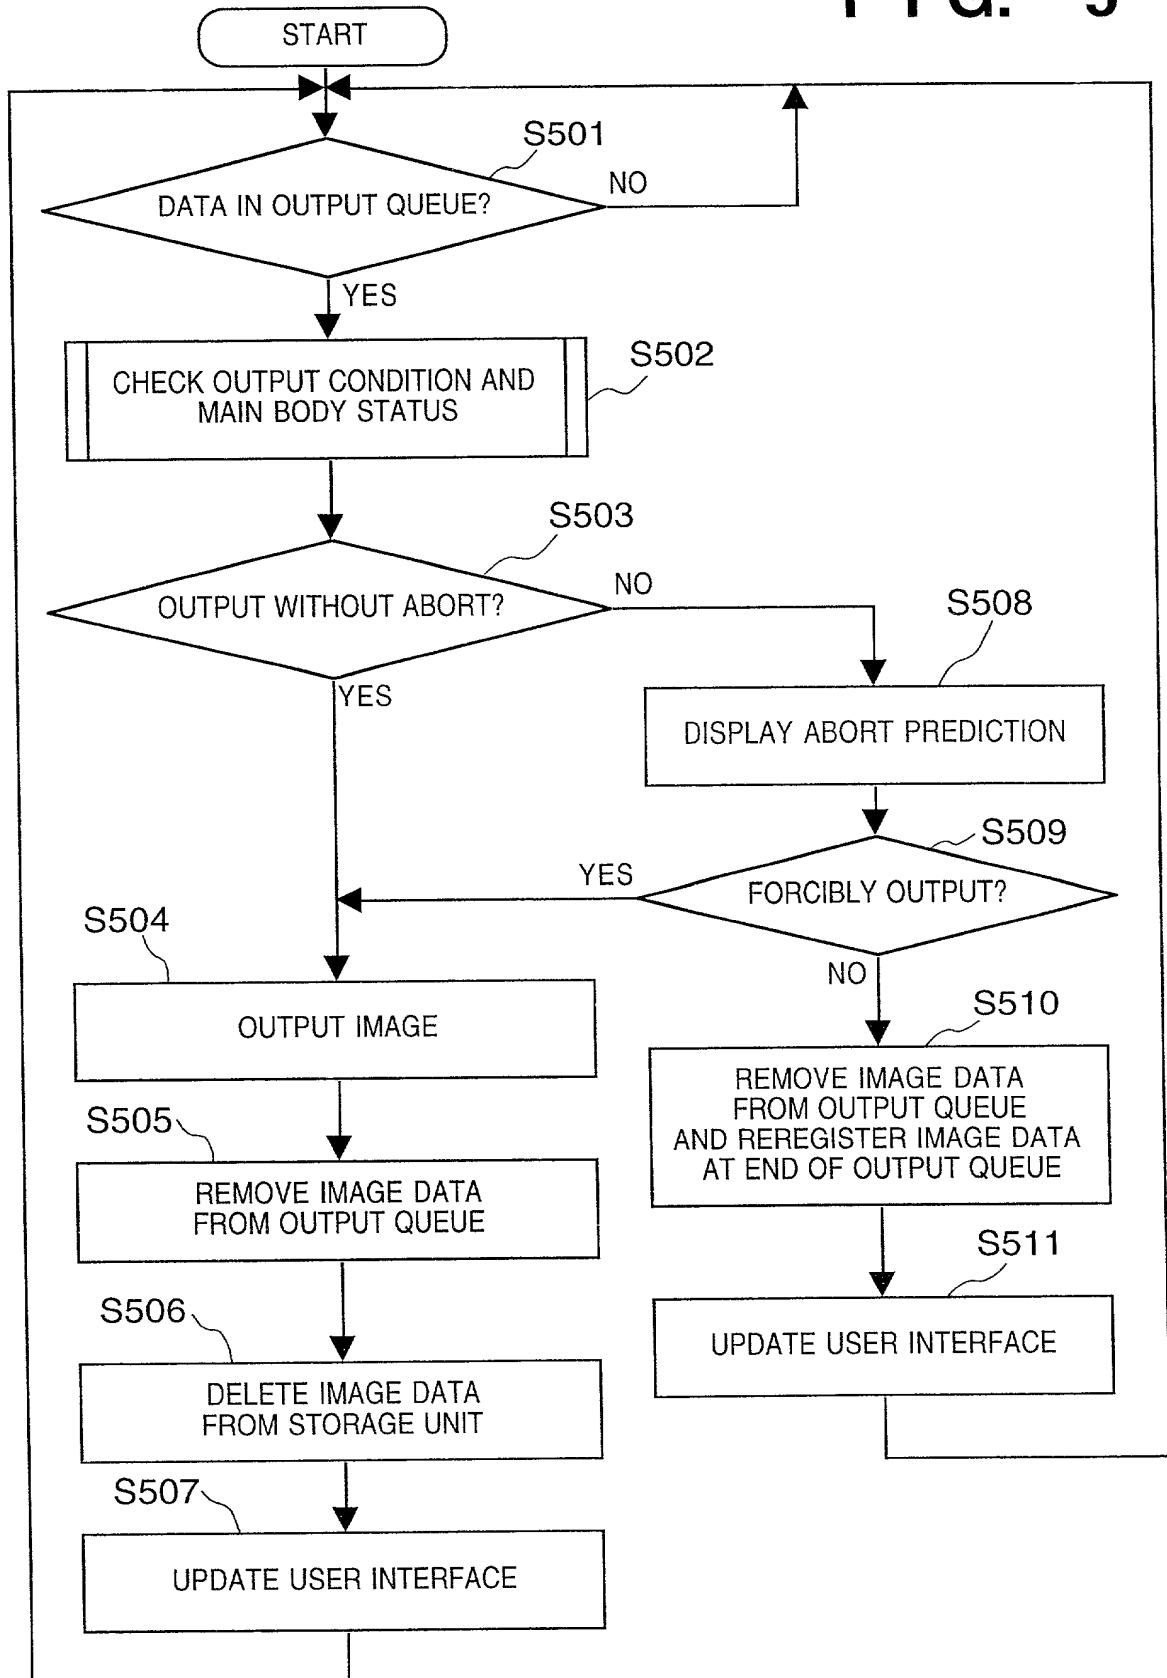 FIG. 5
START
S501
DATA IN OUTPUT QUEUE?
NO
YES
S502
CHECK OUTPUT CONDITION AND
MAIN BODY STATUS
S503
OUTPUT WITHOUT ABORT?
NO
YES
S508
DISPLAY ABORT PREDICTION
S509
FORCIBLY OUTPUT?
YES
NO
S504
OUTPUT IMAGE
S510
REMOVE IMAGE DATA
FROM OUTPUT QUEUE
AND REREGISTER IMAGE DATA
AT END OF OUTPUT QUEUE
S505
REMOVE IMAGE DATA
FROM OUTPUT QUEUE
S511
UPDATE USER INTERFACE
S506
DELETE IMAGE DATA
FROM STORAGE UNIT
S507
UPDATE USER INTERFACE